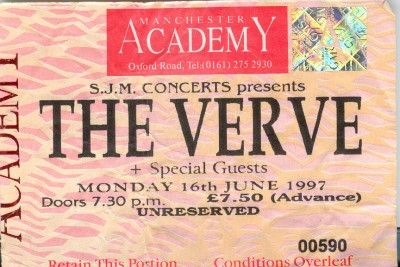 MANCHESTER
ACADEMY
Oxford Road, Tel:(0161) 275 2930
ACADEMY
S.J.M. CONCERTS presents
THE VERVE
+ Special Guests
MONDAY 16th JUNE 1997
Doors 7.30 p.m. £7.50 (Advance)
UNRESERVED
00590
Retain This Portion Conditions Overleaf